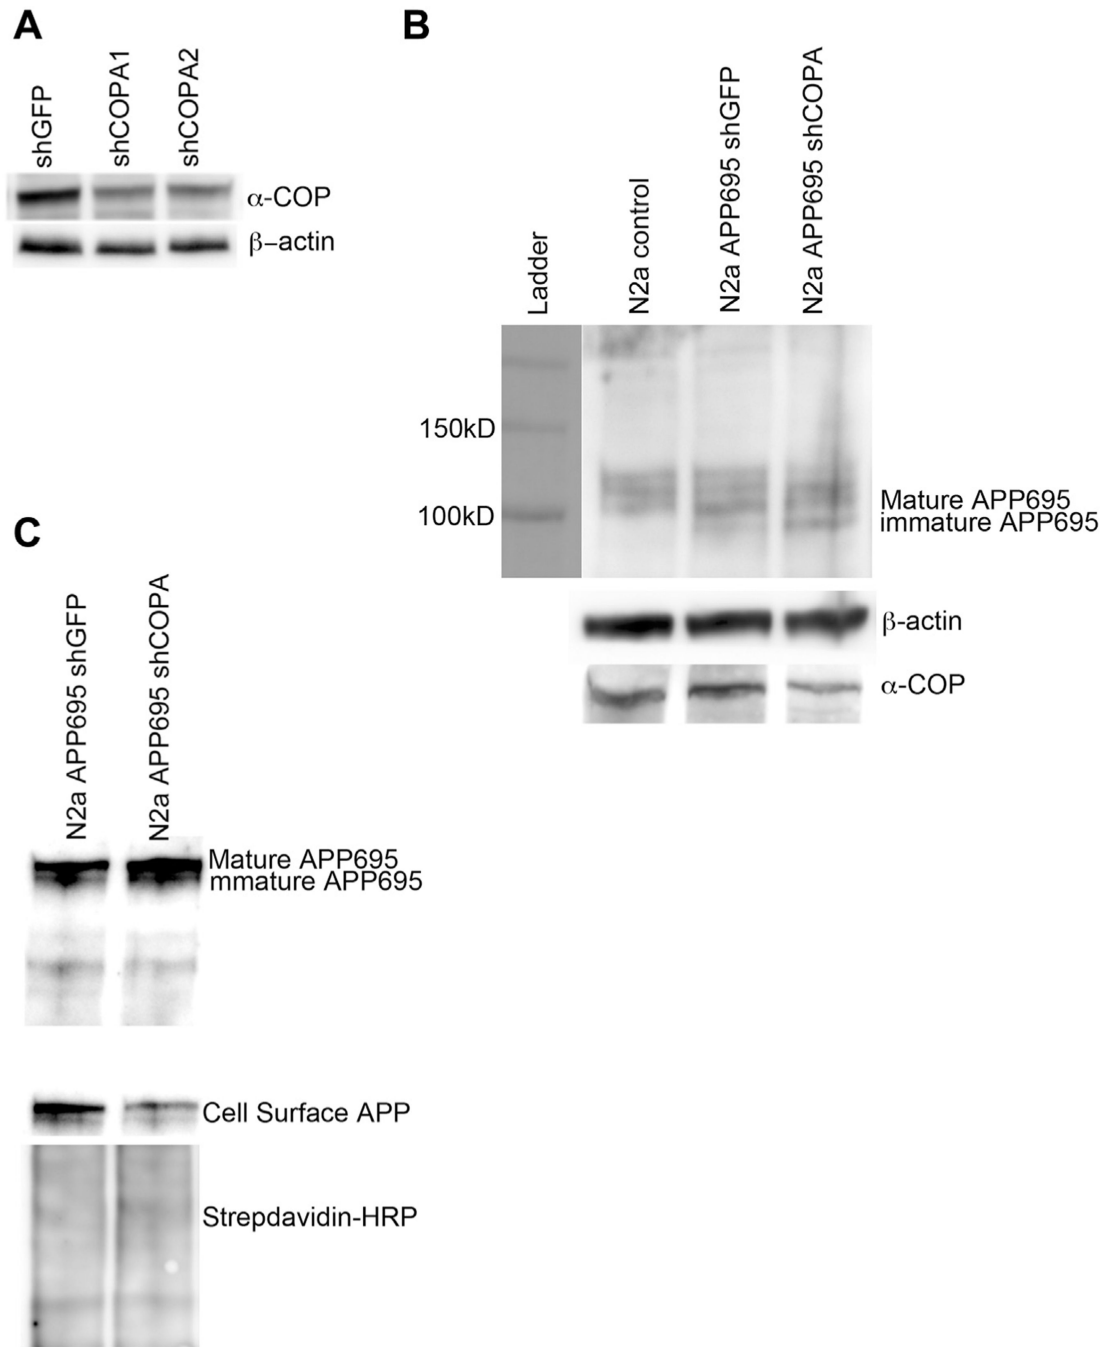 A
shGFP
shCOPA1
shCOPA2
α-COP
β–actin
B
Ladder
N2a control
N2a APP695 shGFP
N2a APP695 shCOPA
150kD
100kD
Mature APP695
immature APP695
β-actin
α-COP
C
N2a APP695 shGFP
N2a APP695 shCOPA
Mature APP695
mmature APP695
Cell Surface APP
Strepdavidin-HRP